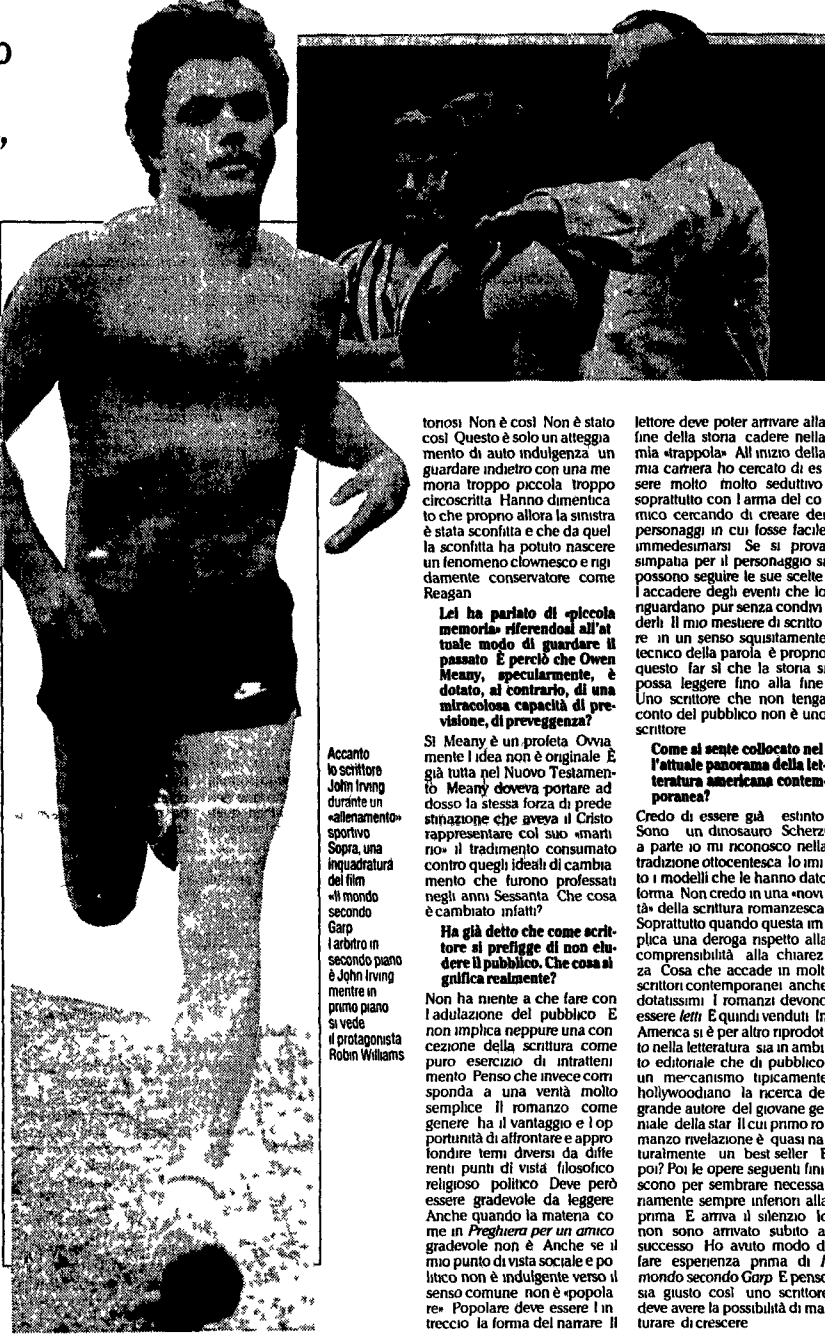 Accanto
lo scrittore
John Irving
durante un
«allenamento»
sportivo
Sopra, una
inquadratura
del film
«Il mondo
secondo
Garp
l arbitro in
secondo piano
è John Irving
mentre in
primo piano
si vede
il protagonista
Robin Williams
toriosi Non è così Non è stato
così Questo è solo un atteggia
mento di auto indulgenza un
guardare indietro con una me
moria troppo piccola troppo
circoscritta Hanno dimentica
to che proprio allora la sinistra
è stata sconfitta e che da quel
la sconfitta ha potuto nascere
un fenomeno clownesco e rigi
damente conservatore come
Reagan
Lei ha parlato di «piccola
memoria» riferendosi all'at
tuale modo di guardare il
passato È perciò che Owen
Meany, specularmente, è
dotato, al contrario, di una
miracolosa capacità di pre-
visione, di preveggenza?
Sì Meany è un profeta Ovvia
mente l idea non è originale È
già tutta nel Nuovo Testamen-
to Meany doveva portare ad
dosso la stessa forza di prede
stinazione che aveva il Cristo
rappresentare col suo «marti
rio» il tradimento consumato
contro quegli ideali di cambia
mento che furono professati
negli anni Sessanta Che cosa
è cambiato infatti?
Ha già detto che come scrit-
tore si prefigge di non elu-
dere il pubblico. Che cosa si
gnifica realmente?
Non ha niente a che fare con
l adulazione del pubblico E
non implica neppure una con
cezione della scrittura come
puro esercizio di intratteni
mento Penso che invece corri
sponda a una verità molto
semplice Il romanzo come
genere ha il vantaggio e l op
portunità di affrontare e appro
fondire temi diversi da diffe
renti punti di vista filosofico
religioso politico Deve però
essere gradevole da leggere
Anche quando la materia co
me in Preghiera per un amico
gradevole non è Anche se il
mio punto di vista sociale e po
litico non è indulgente verso il
senso comune non è «popola
re» Popolare deve essere l in
treccio la forma del narrare Il
lettore deve poter arrivare alla
fine della storia cadere nella
mia «trappola» All inizio della
mia carriera ho cercato di es
sere molto molto seduttivo
soprattutto con l arma del co
mico cercando di creare dei
personaggi in cui fosse facile
immedesimarsi Se si prova
simpatia per il personaggio si
possono seguire le sue scelte
l accadere degli eventi che lo
riguardano pur senza condivi
derli Il mio mestiere di scritto
re in un senso squisitamente
tecnico della parola è proprio
questo far sì che la storia si
possa leggere fino alla fine
Uno scrittore che non tenga
conto del pubblico non è uno
scrittore
Come si sente collocato nel
l'attuale panorama della let-
teratura americana contem-
poranea?
Credo di essere già estinto
Sono un dinosauro Scherzi
a parte io mi riconosco nella
tradizione ottocentesca Io imi
to i modelli che le hanno dato
forma Non credo in una «novi
tà» della scrittura romanzesca
Soprattutto quando questa im
plica una deroga rispetto alla
comprensibilità alla chiarez
za Cosa che accade in molti
scrittori contemporanei anche
dotatissimi I romanzi devono
essere letti E quindi venduti In
America si è per altro riprodot
to nella letteratura sia in ambi
to editoriale che di pubblico
un meccanismo tipicamente
hollywoodiano la ricerca de
grande autore del giovane ge
niale della star Il cui primo ro
manzo rivelazione è quasi na
turalmente un best seller E
poi? Poi le opere seguenti fini
scono per sembrare necessa
riamente sempre inferiori alla
prima E arriva il silenzio Io
non sono arrivato subito a
successo Ho avuto modo d
fare esperienza prima di I
mondo secondo Garp E penso
sia giusto così uno scrittore
deve avere la possibilità di ma
turare di crescere